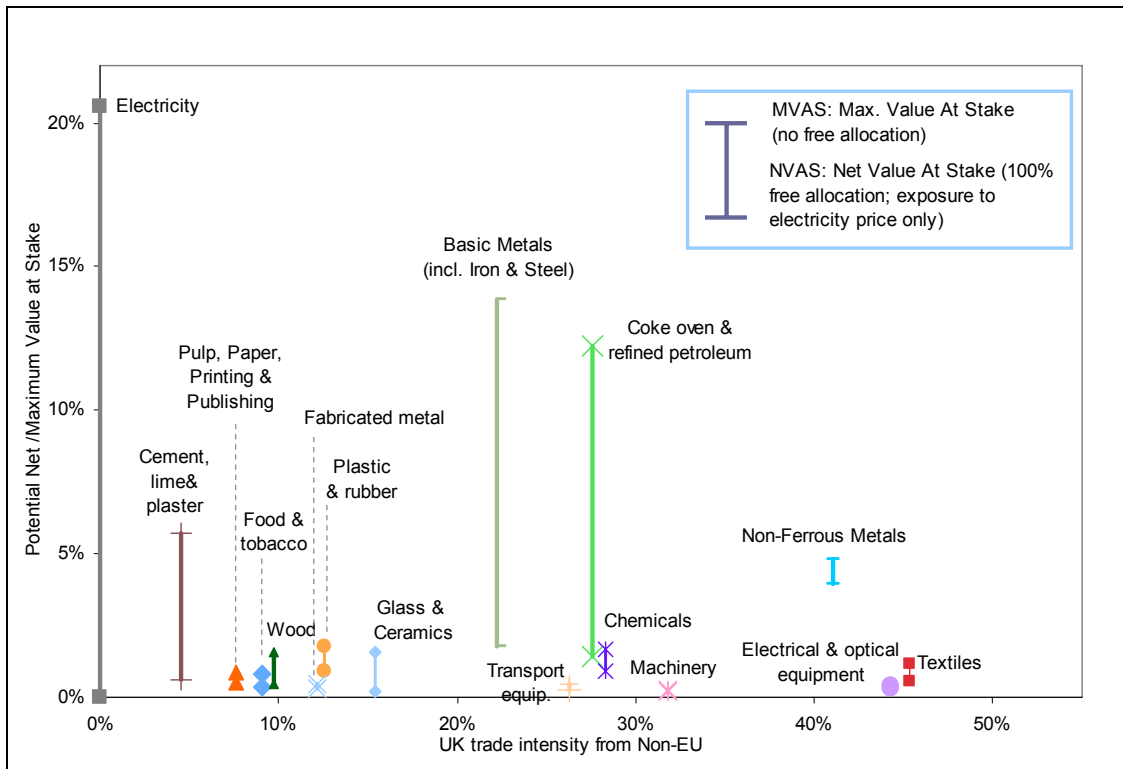 Electricity
MVAS: Max. Value At Stake
(no free allocation)
NVAS: Net Value At Stake (100%
free allocation; exposure to
electricity price only)
Basic Metals
(incl. Iron & Steel)
Coke oven &
refined petroleum
Pulp, Paper,
Printing &
Publishing
Fabricated metal
Cement,
lime&
plaster
Plastic
& rubber
Food &
tobacco
Non-Ferrous Metals
Wood
Glass &
Ceramics
Chemicals
Transport
equip.
Machinery
Electrical & optical
equipment
Textiles
Potential Net /Maximum Value at Stake
20%
15%
10%
5%
0%
0%
10%
20%
30%
40%
50%
UK trade intensity from Non-EU